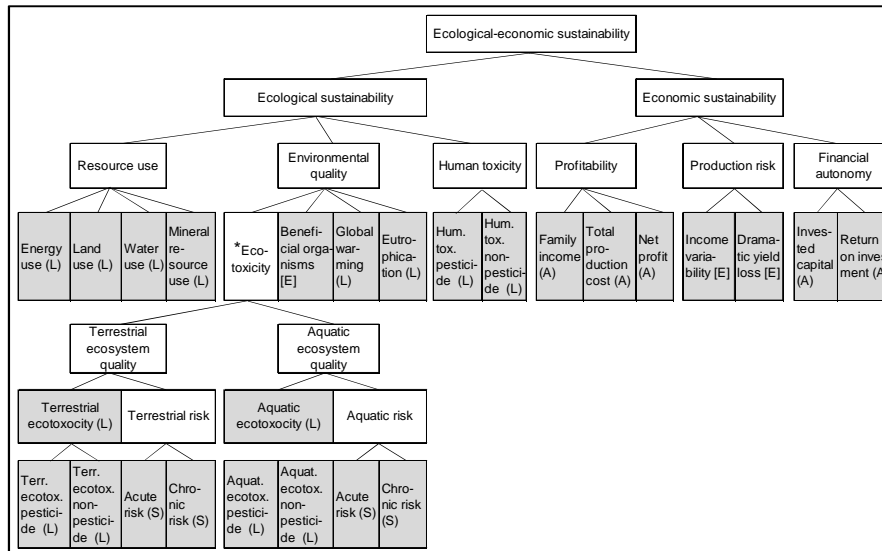 Ecological-economic sustainability
Ecological sustainability
Economic sustainability
Resource use
Environmental
quality
Human toxicity
Profitability
Production risk
Financial
autonomy
Energy
use (L)
Land
use (L)
Water
use (L)
Mineral
re-
source
use (L)
*Eco-
toxicity
Benefi-
cial orga-
nisms
[E]
Global
war-
ming
(L)
Eutro-
phica-
tion (L)
Hum.
tox.
pestici-
de (L)
Hum.
tox.
non-
pestici-
de (L)
Family
income
(A)
Total
pro-
duction
cost (A)
Net
profit (A)
Income
varia-
bility [E]
Drama-
tic yield
loss [E]
Inves-
ted
capital
(A)
Return
on inves
ment (A
Terrestrial
ecosystem
quality
Aquatic
ecosystem
quality
Terrestrial
ecotoxocity (L)
Terrestrial risk
Aquatic
ecotoxocity (L)
Aquatic risk
Terr.
ecotox.
pestici-
de (L)
Terr.
ecotox.
non-
pestici-
de (L)
Acute
risk (S)
Chro-
nic
risk (S)
Aquat.
ecotox.
pestici-
de (L)
Aquat.
ecotox.
non-
pestici-
de (L)
Acute
risk (S)
Chro-
nic risk
(S)